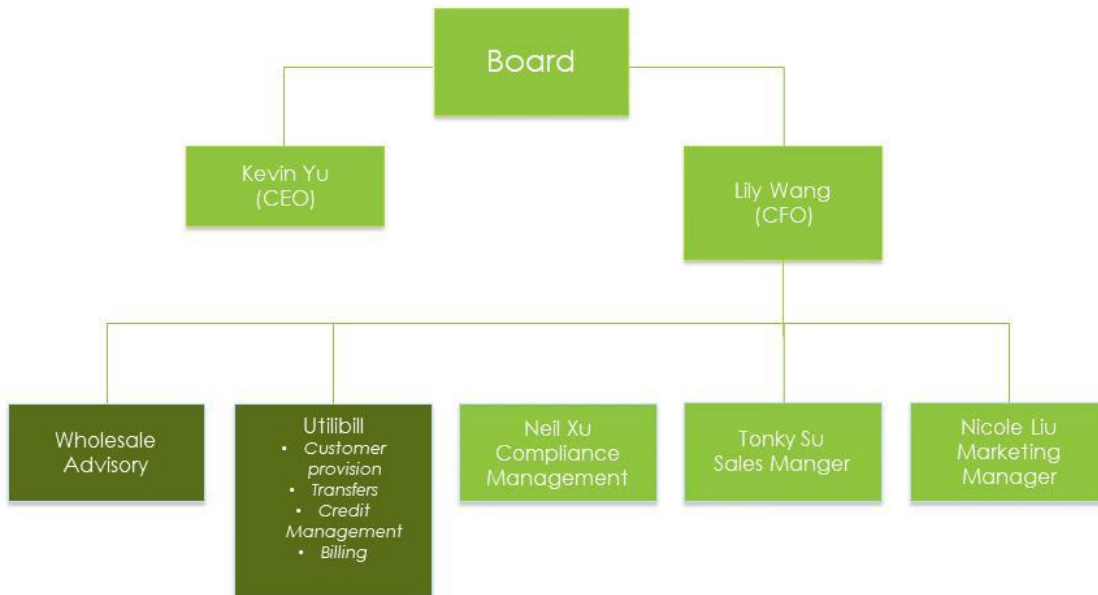 Board
Kevin Yu
(CEO)
Lily Wang
(CFO)
Wholesale
Advisory
Utilibill
• Customer
provision
• Transfers
• Credit
Management
• Billing
Neil Xu
Compliance
Management
Tonky Su
Sales Manger
Nicole Liu
Marketing
Manager